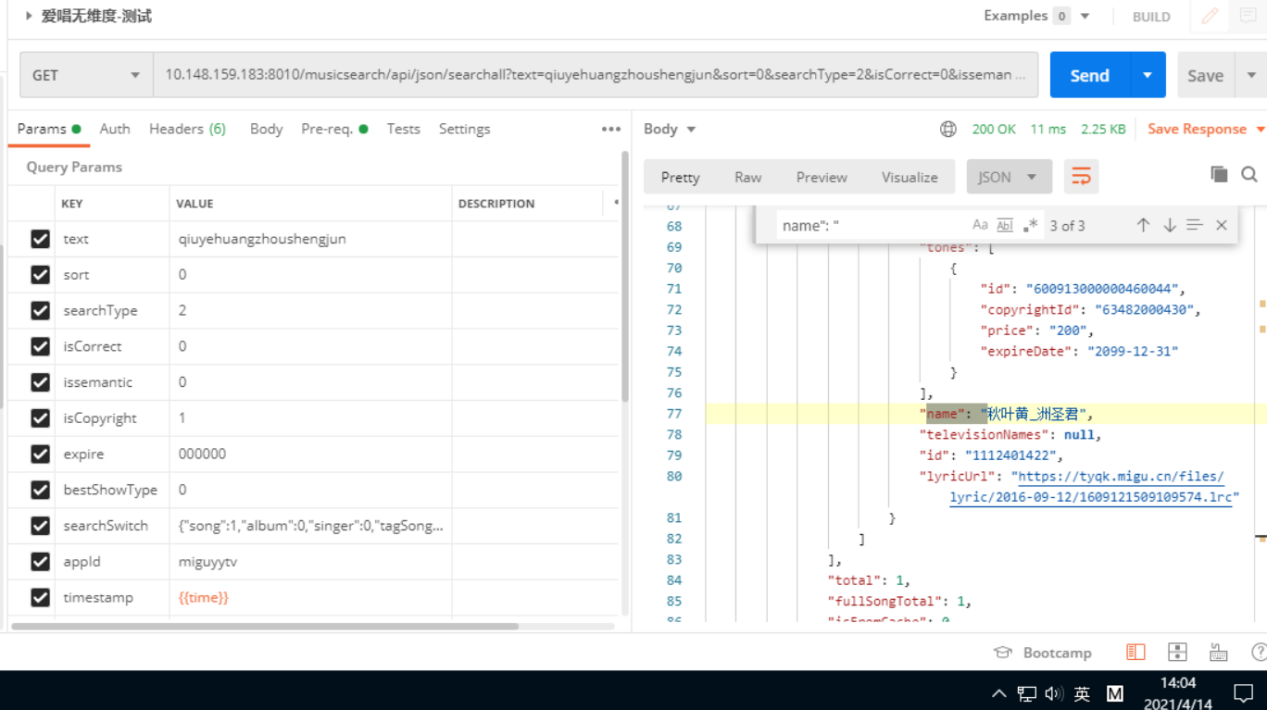 爱唱无维度-测试
Examples 0
BUILD
GET
10.148.159.183:8010/musicsearch/api/json/searchall?text=qiuyehuangzhoushengjun&sort=0&searchType=2&isCorrect=0&isseman ...
Send
Save
Params
Auth
Headers (6)
Body
Pre-req.
Tests
Settings
Query Params
KEY VALUE DESCRIPTION
text qiuyehuangzhoushengjun
sort 0
searchType 2
isCorrect 0
issemantic 0
isCopyright 1
expire 000000
bestShowType 0
searchSwitch {"song":1,"album":0,"singer":0,"tagSong...
appId miguyytv
timestamp {{time}}
Body
200 OK 11 ms 2.25 KB Save Response
Pretty Raw Preview Visualize JSON
name": " Aa Abl .* 3 of 3
67
68
69 "tones": [
70 {
71 "id": "600913000000460044",
72 "copyrightId": "63482000430",
73 "price": "200",
74 "expireDate": "2099-12-31"
75 }
76 ],
77 "name": "秋叶黄_洲圣君",
78 "televisionNames": null,
79 "id": "1112401422",
80 "lyricUrl": "https://tyqk.migu.cn/files/
lyric/2016-09-12/1609121509109574.lrc"
81 }
82 ]
83 ],
84 "total": 1,
85 "fullSongTotal": 1,
86 "isFromCache": 0
Bootcamp
英 M
14:04
2021/4/14